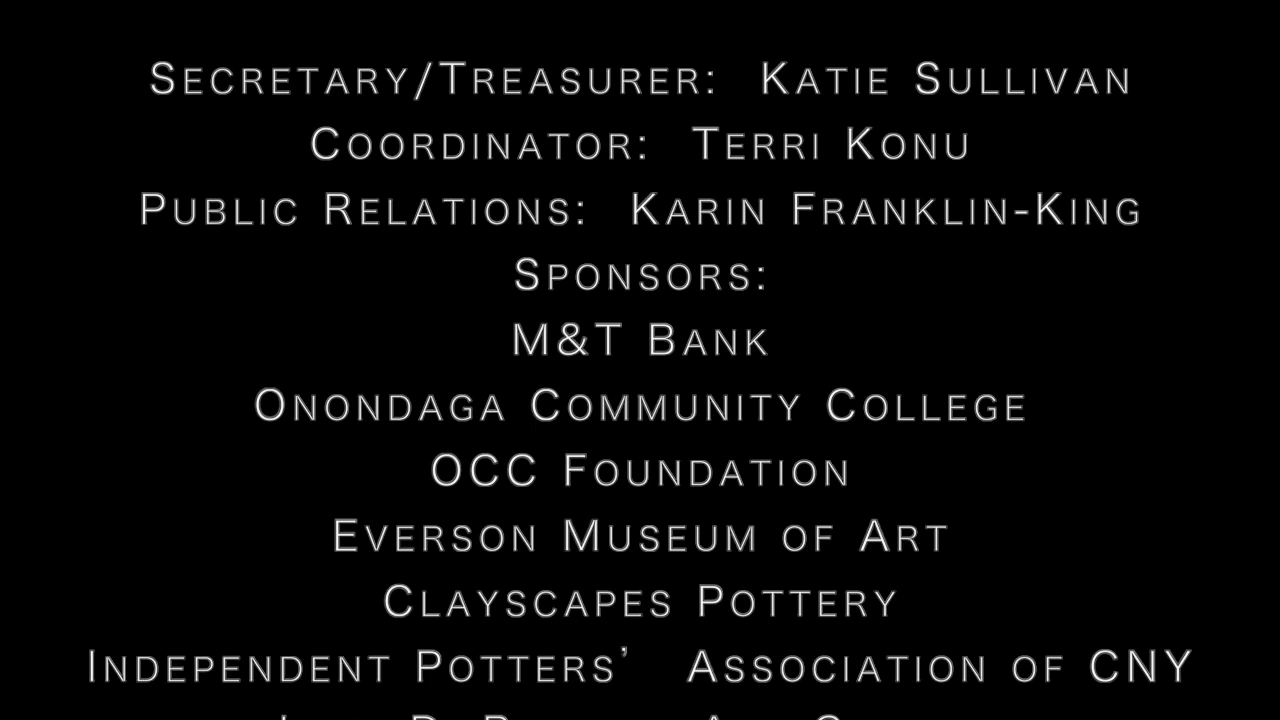 Secretary/Treasurer: Katie Sullivan
Coordinator: Terri Konu
Public Relations: Karin Franklin-King
Sponsors:
M&T Bank
Onondaga Community College
OCC Foundation
Everson Museum of Art
Clayscapes Pottery
Independent Potters’ Association of CNY